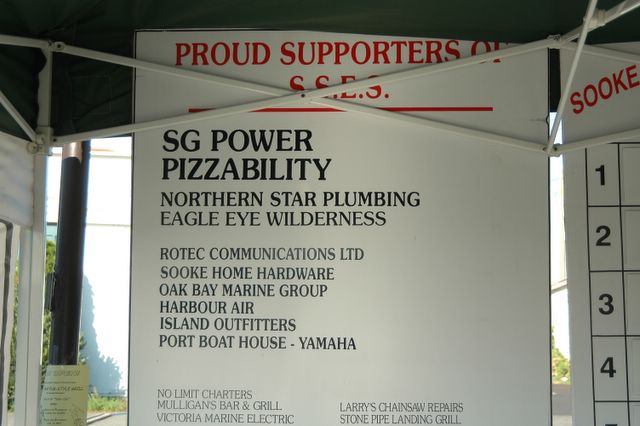 PROUD SUPPORTERS OF
S.S.E.S.
SG POWER
PIZZABILITY
NORTHERN STAR PLUMBING
EAGLE EYE WILDERNESS
ROTEC COMMUNICATIONS LTD
SOOKE HOME HARDWARE
OAK BAY MARINE GROUP
HARBOUR AIR
ISLAND OUTFITTERS
PORT BOAT HOUSE - YAMAHA
NO LIMIT CHARTERS
MULLIGAN'S BAR & GRILL
VICTORIA MARINE ELECTRIC
LARRY'S CHAINSAW REPAIRS
STONE PIPE LANDING GRILL
SOOKE
1
2
3
4
5